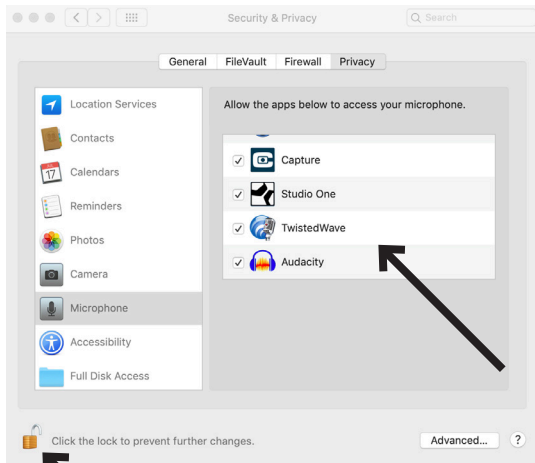 Security & Privacy
Search
General FileVault Firewall Privacy
Location Services
Contacts
JUL
17
Calendars
Reminders
Photos
Camera
Microphone
Accessibility
Full Disk Access
Allow the apps below to access your microphone.
Capture
Studio One
TwistedWave
Audacity
Click the lock to prevent further changes.
Advanced... ?